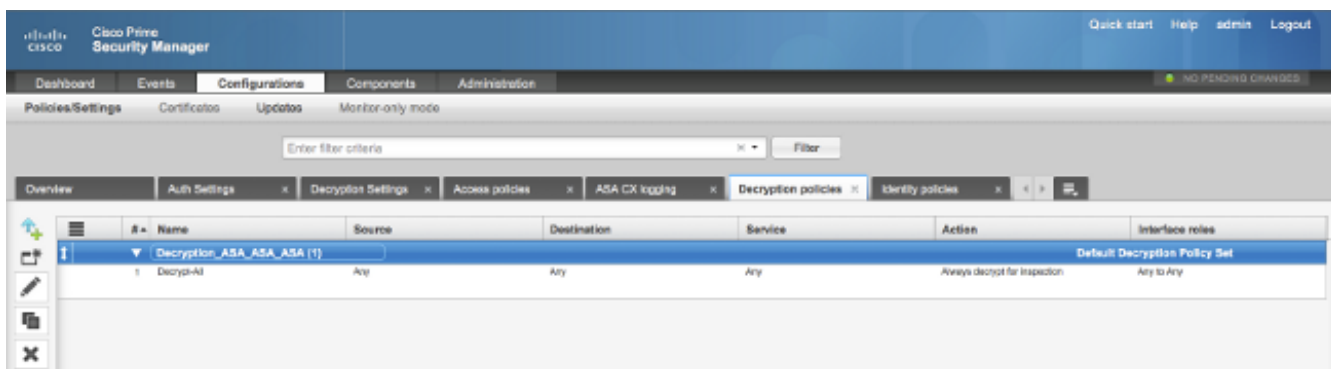 Quick start Help admin Logout
CISCO
Cisco Prime
Security Manager
Dashboard Events Configurations Components Administration
NO PENDING CHANGES
Policies/Settings Certificates Updates Monitor-only mode
Enter filter criteria Filter
Overview Auth Settings Decryption Settings Access policies ASA CX logging Decryption policies Identity policies
# Name Source Destination Service Action Interface roles
Decryption_ASA_ASA_ASA (1) Default Decryption Policy Set
1 Decrypt-All Any Any Any Always decrypt for inspection Any to Any